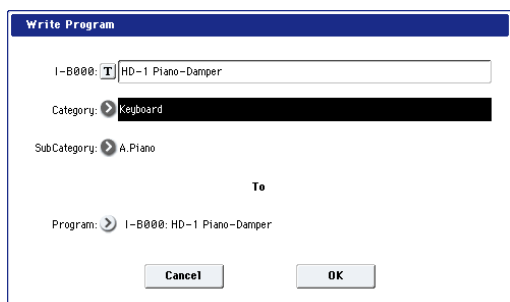 Write Program
I-B000: T HD-1 Piano-Damper
Category: Keyboard
SubCategory: A.Piano
To
Program: I-B000: HD-1 Piano-Damper
Cancel OK